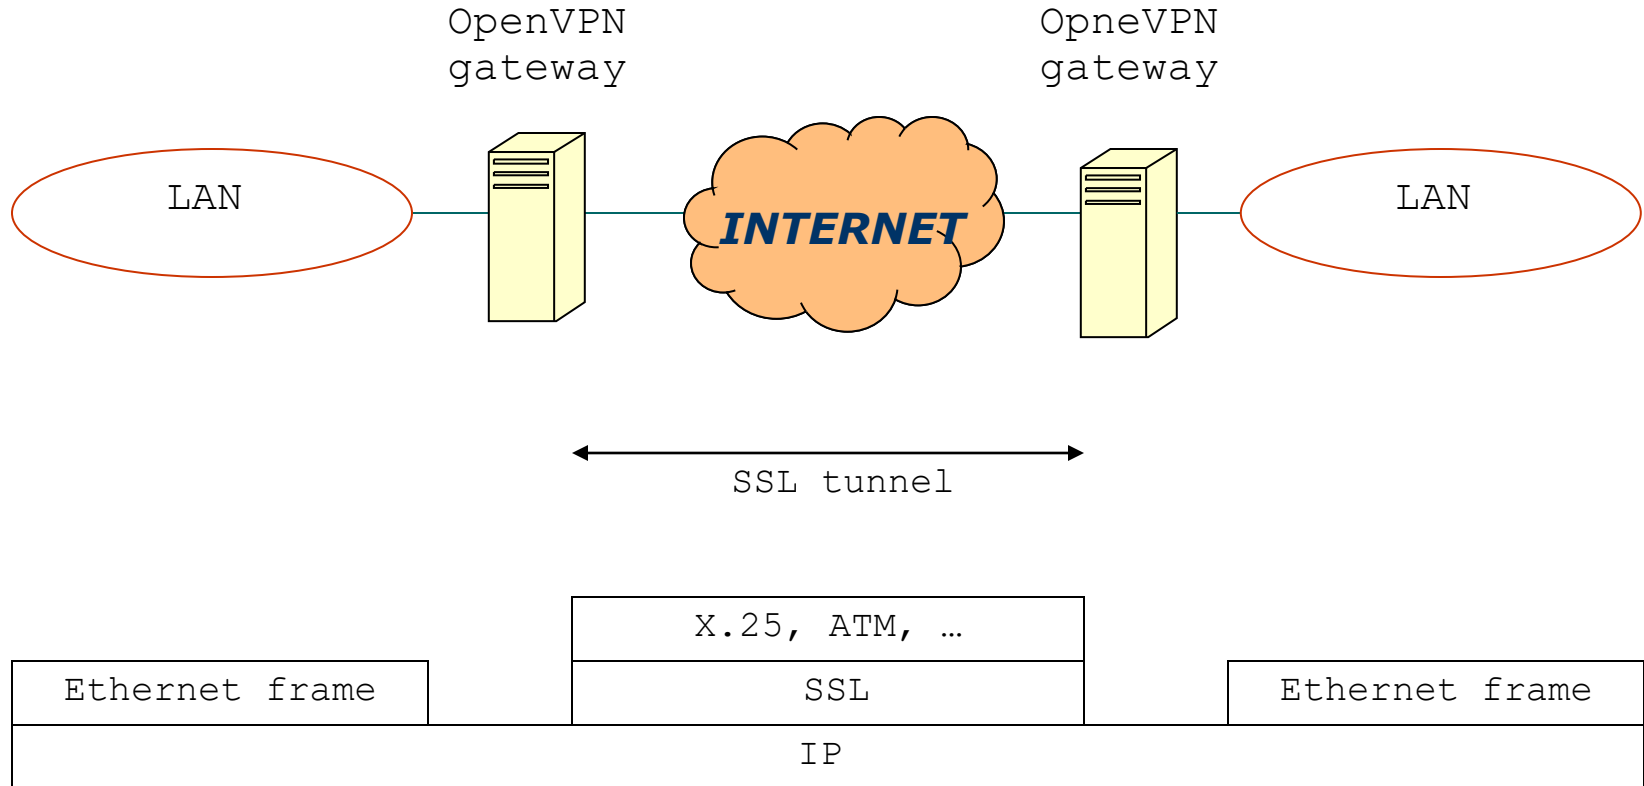 OpenVPN
gateway
OpneVPN
gateway
LAN
INTERNET
LAN
SSL tunnel
X.25, ATM, …
Ethernet frame
SSL
Ethernet frame
IP